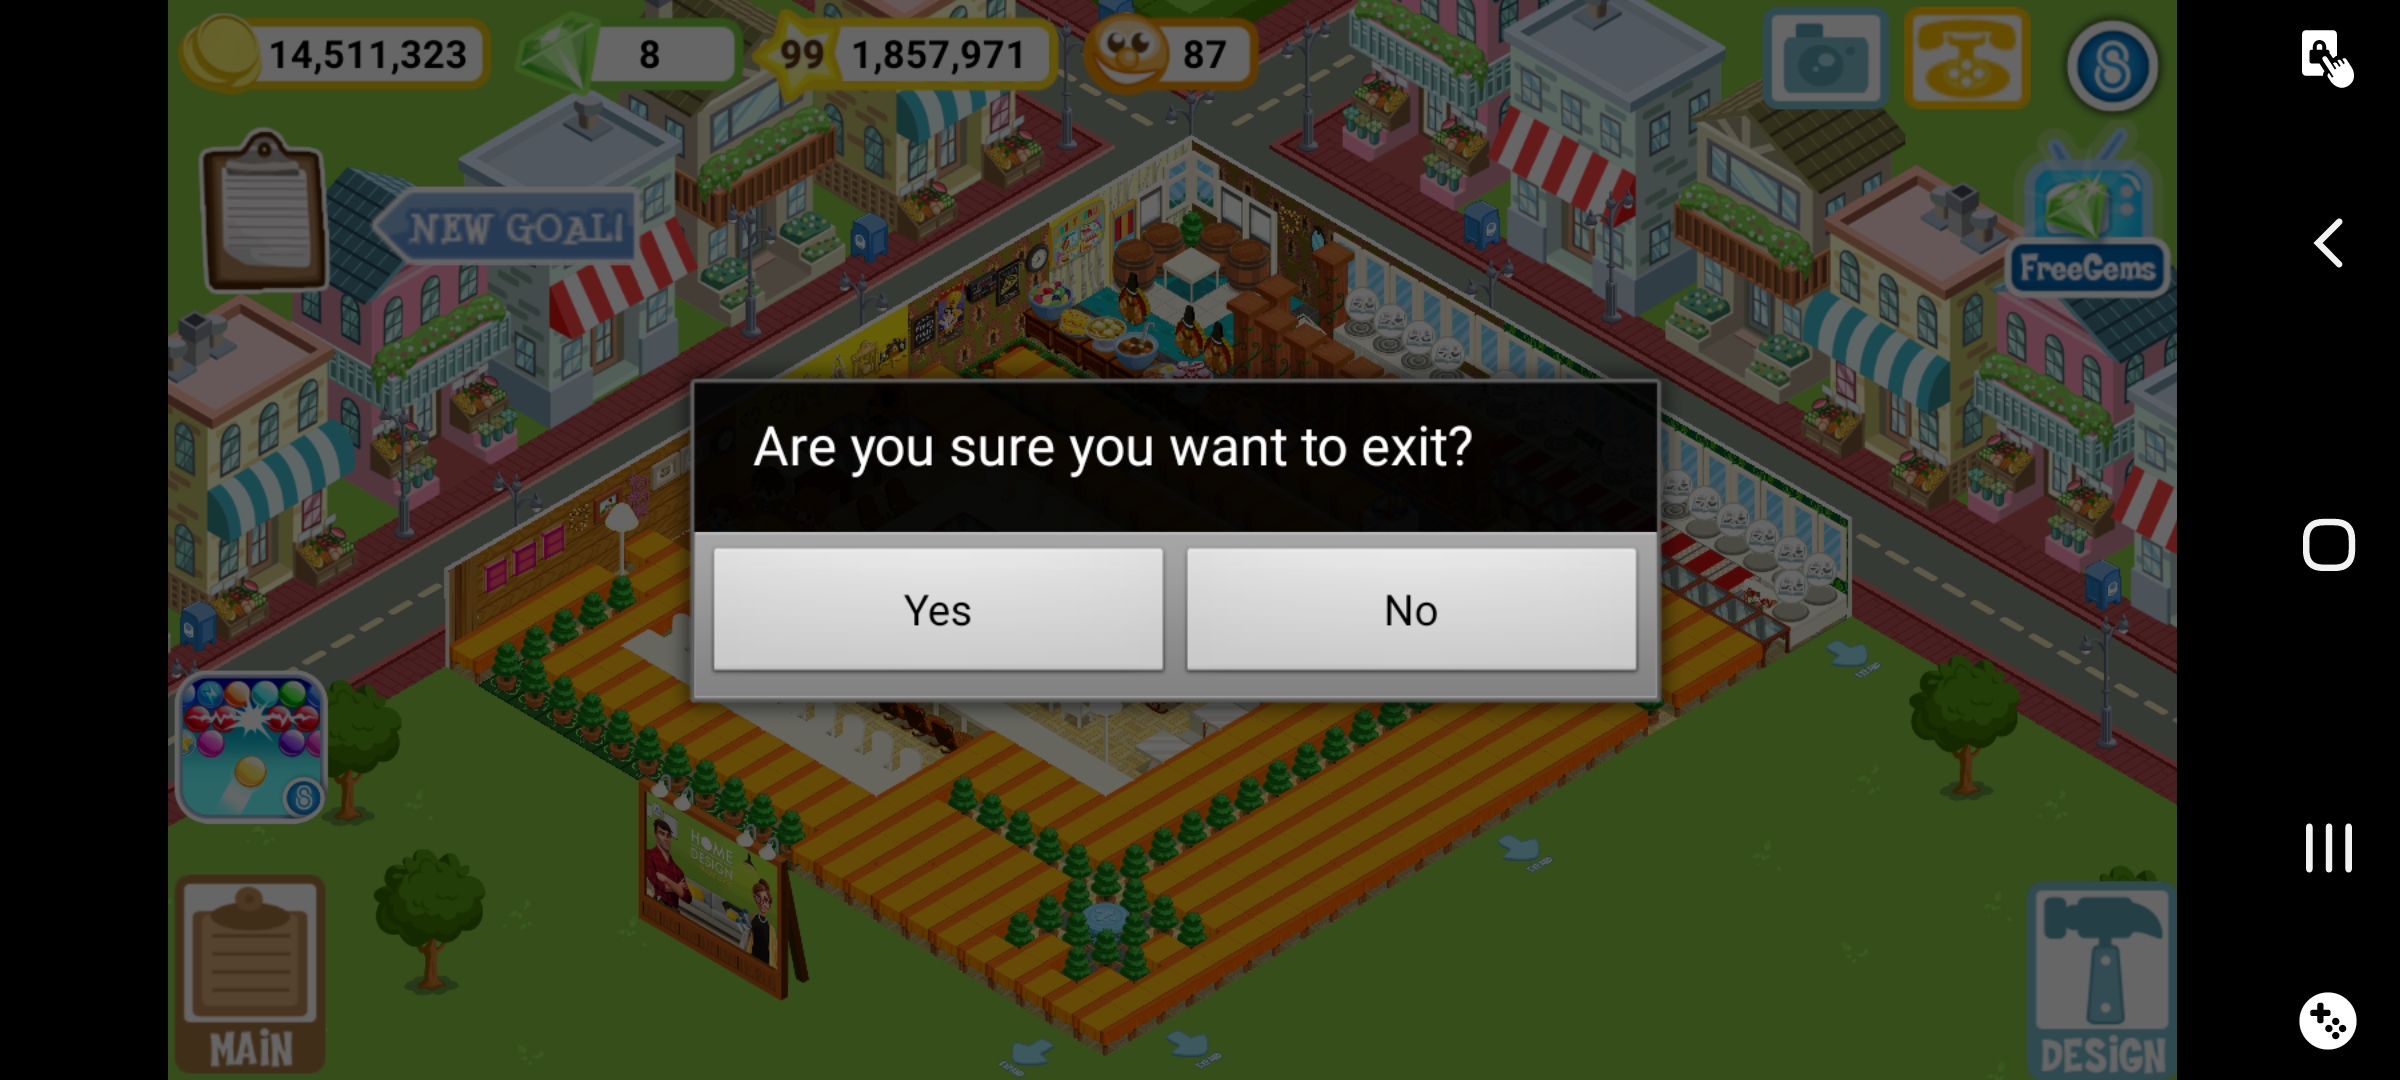 14,511,323
8
99 1,857,971
87
NEW GOAL!
FreeGems
Are you sure you want to exit?
Yes
No
HOME
DESIGN
MAiN
DESiGN